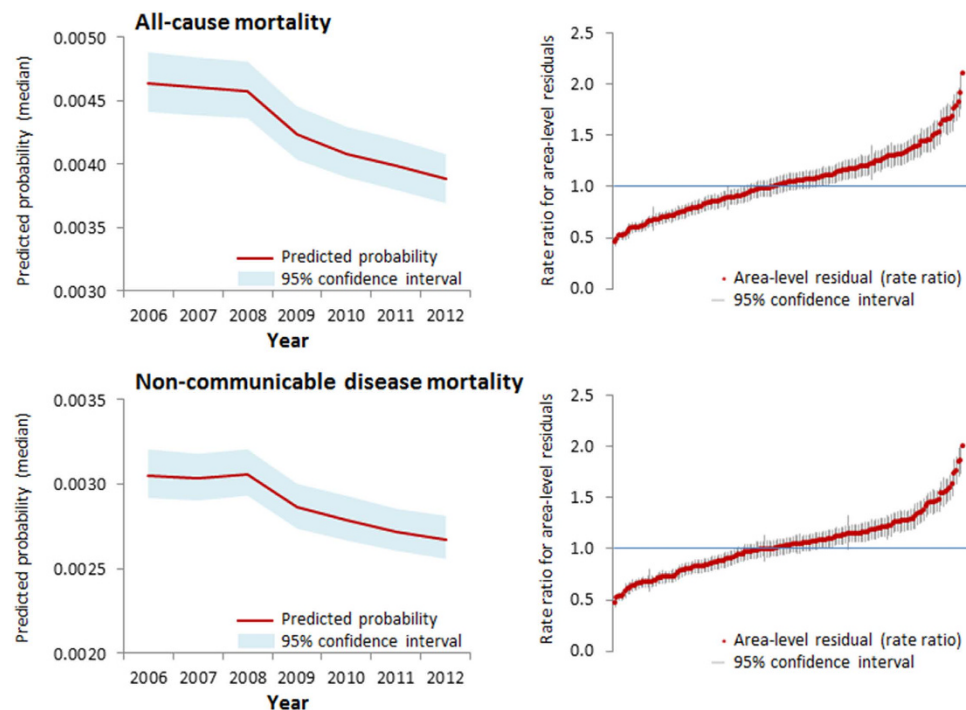 All-cause mortality
Predicted probability (median)
0.0050
0.0045
0.0040
0.0035
0.0030
Predicted probability
95% confidence interval
2006 2007 2008 2009 2010 2011 2012
Year
Rate ratio for area-level residuals
2.5
2.0
1.5
1.0
0.5
0.0
Area-level residual (rate ratio)
95% confidence interval
Non-communicable disease mortality
Predicted probability (median)
0.0035
0.0030
0.0025
0.0020
Predicted probability
95% confidence interval
2006 2007 2008 2009 2010 2011 2012
Year
Rate ratio for area-level residuals
2.5
2.0
1.5
1.0
0.5
0.0
Area-level residual (rate ratio)
95% confidence interval